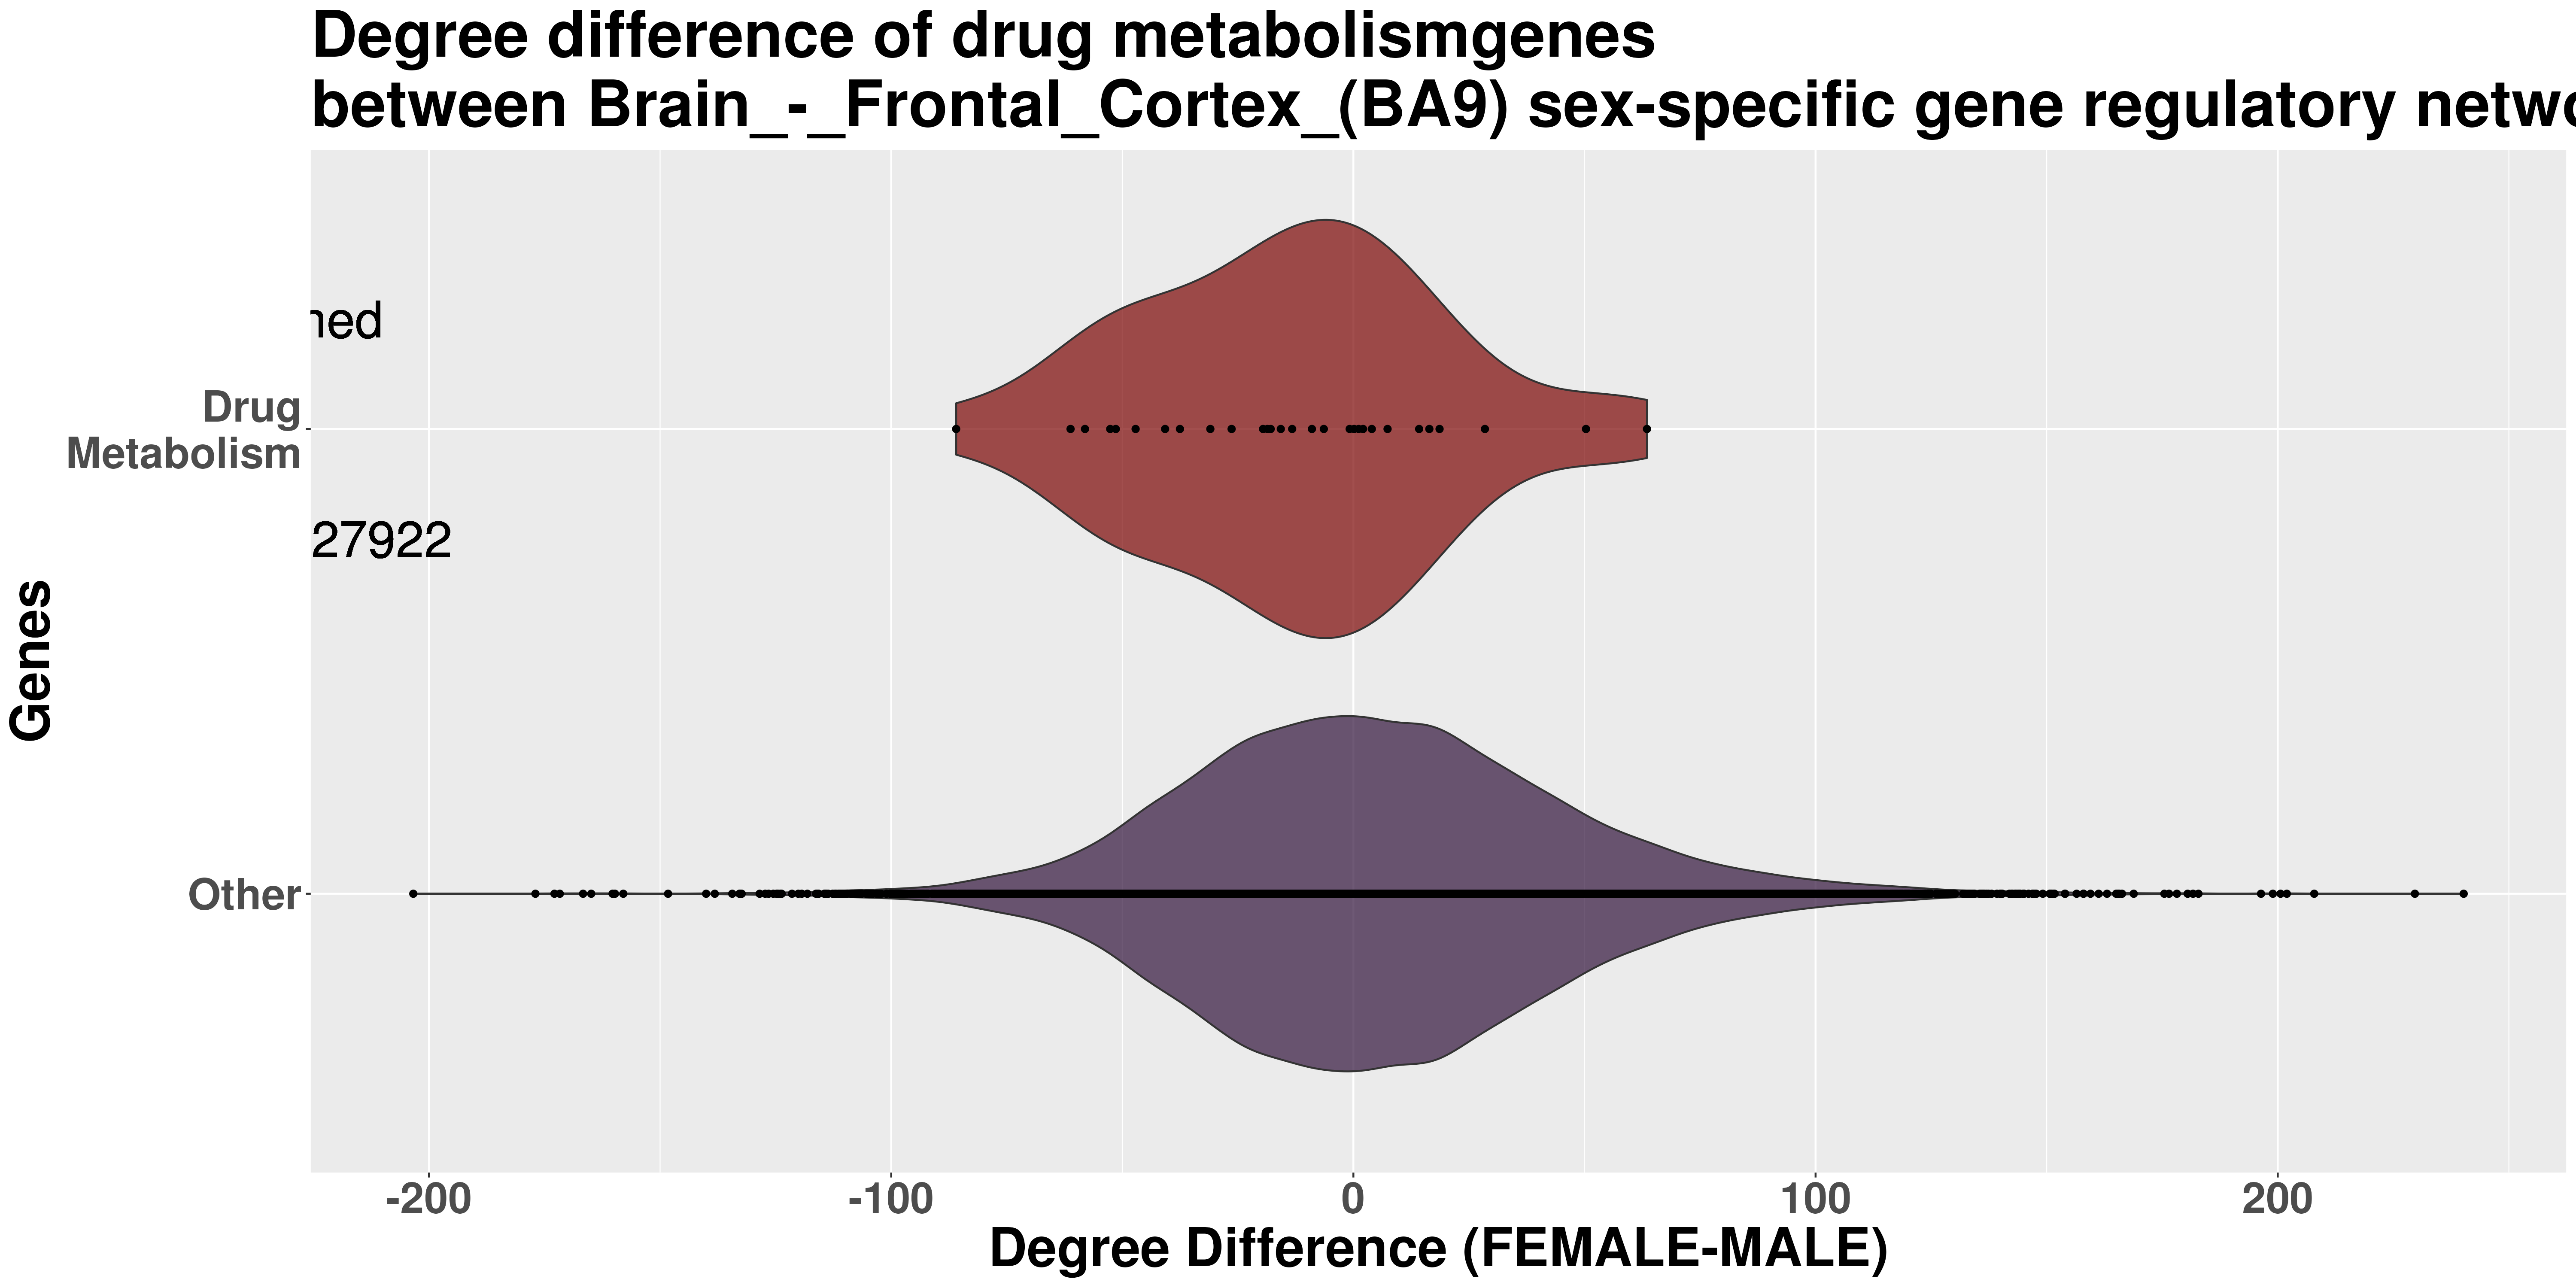 Degree difference of drug metabolismgenes
between Brain_-_Frontal_Cortex_(BA9) sex-specific gene regulatory netwo
ned
Drug
Metabolism
27922
Genes
Other
-200 -100 0 100 200
Degree Difference (FEMALE-MALE)